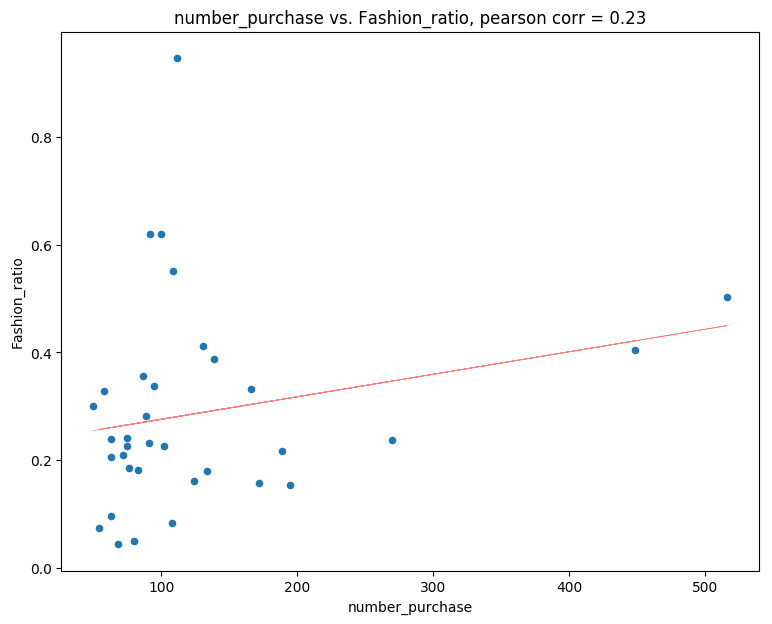 number_purchase vs. Fashion_ratio, pearson corr = 0.23
Fashion_ratio
0.8
0.6
0.4
0.2
0.0
100 200 300 400 500
number_purchase